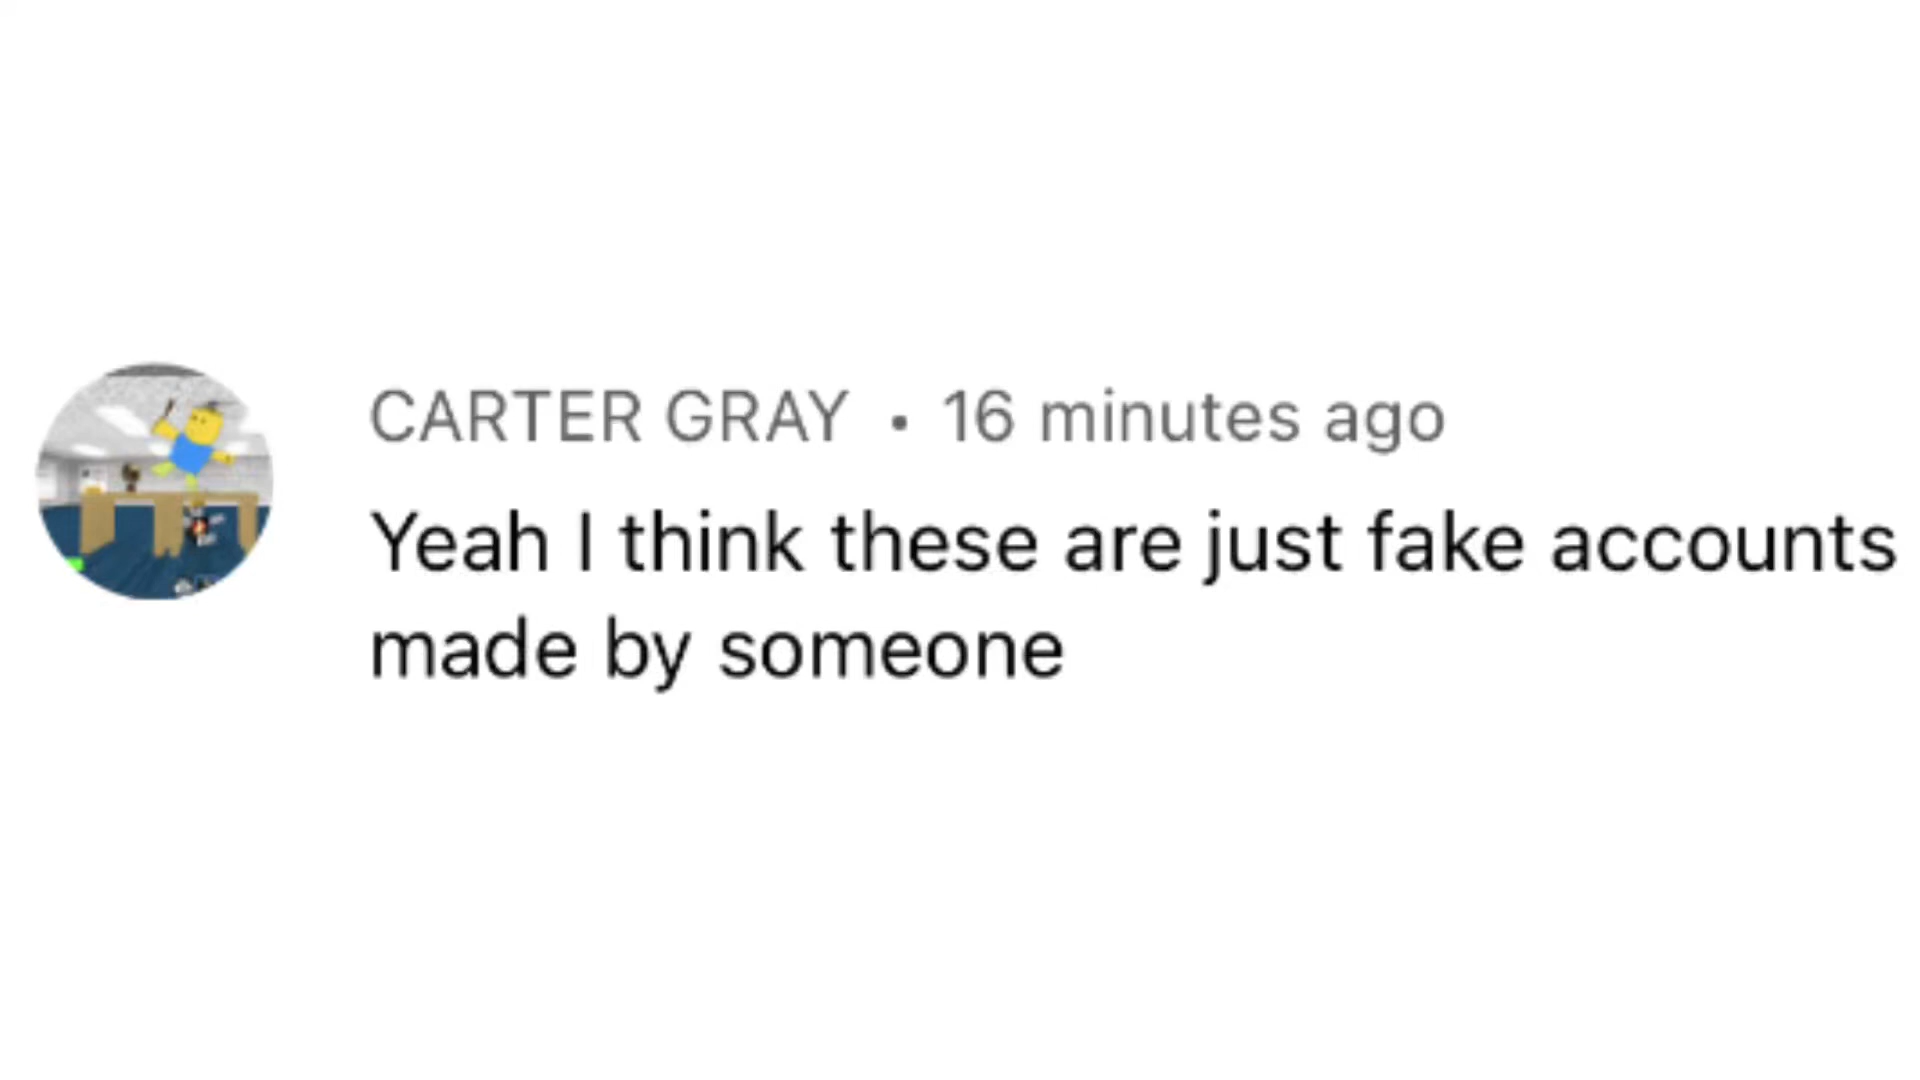 CARTER GRAY • 16 minutes ago
Yeah I think these are just fake accounts
made by someone